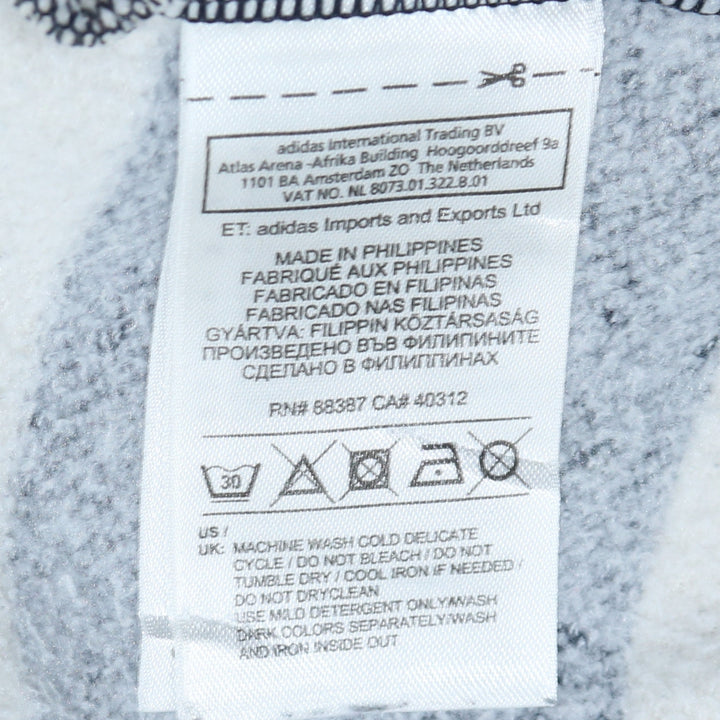 adidas International Trading BV
Atlas Arena -Afrika Building Hoogoorddreef 9a
1101 BA Amsterdam ZO The Netherlands
VAT NO. NL 8073.01.322.B.01
ET: adidas Imports and Exports Ltd
MADE IN PHILIPPINES
FABRIQUÉ AUX PHILIPPINES
FABRICADO EN FILIPINAS
FABRICADO NAS FILIPINAS
GYÁRTVA: FILIPPIN KÖZTÁRSASÁG
ПРОИЗВЕДЕНО ВЪВ ФИЛИПИНИТЕ
СДЕЛАНО В ФИЛИППИНАХ
RN# 88387 CA# 40312
30
US /
UK: MACHINE WASH COLD DELICATE
CYCLE / DO NOT BLEACH / DO NOT
TUMBLE DRY / COOL IRON IF NEEDED /
DO NOT DRYCLEAN
USE MILD DETERGENT ONLY/WASH
DARK COLORS SEPARATELY/WASH
AND IRON INSIDE OUT